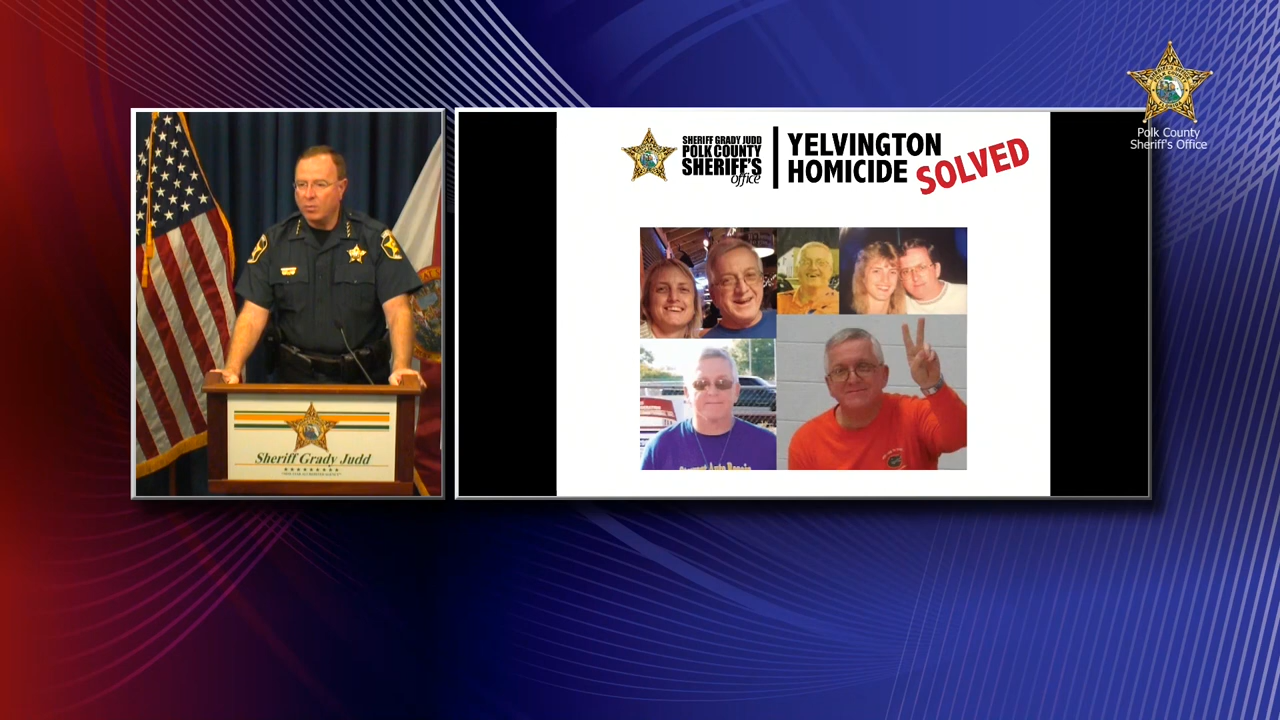 SHERIFF GRADY JUDD
POLK COUNTY
SHERIFF'S
office
YELVINGTON
HOMICIDE
SOLVED
Polk County
Sheriff's Office
Sheriff Grady Judd